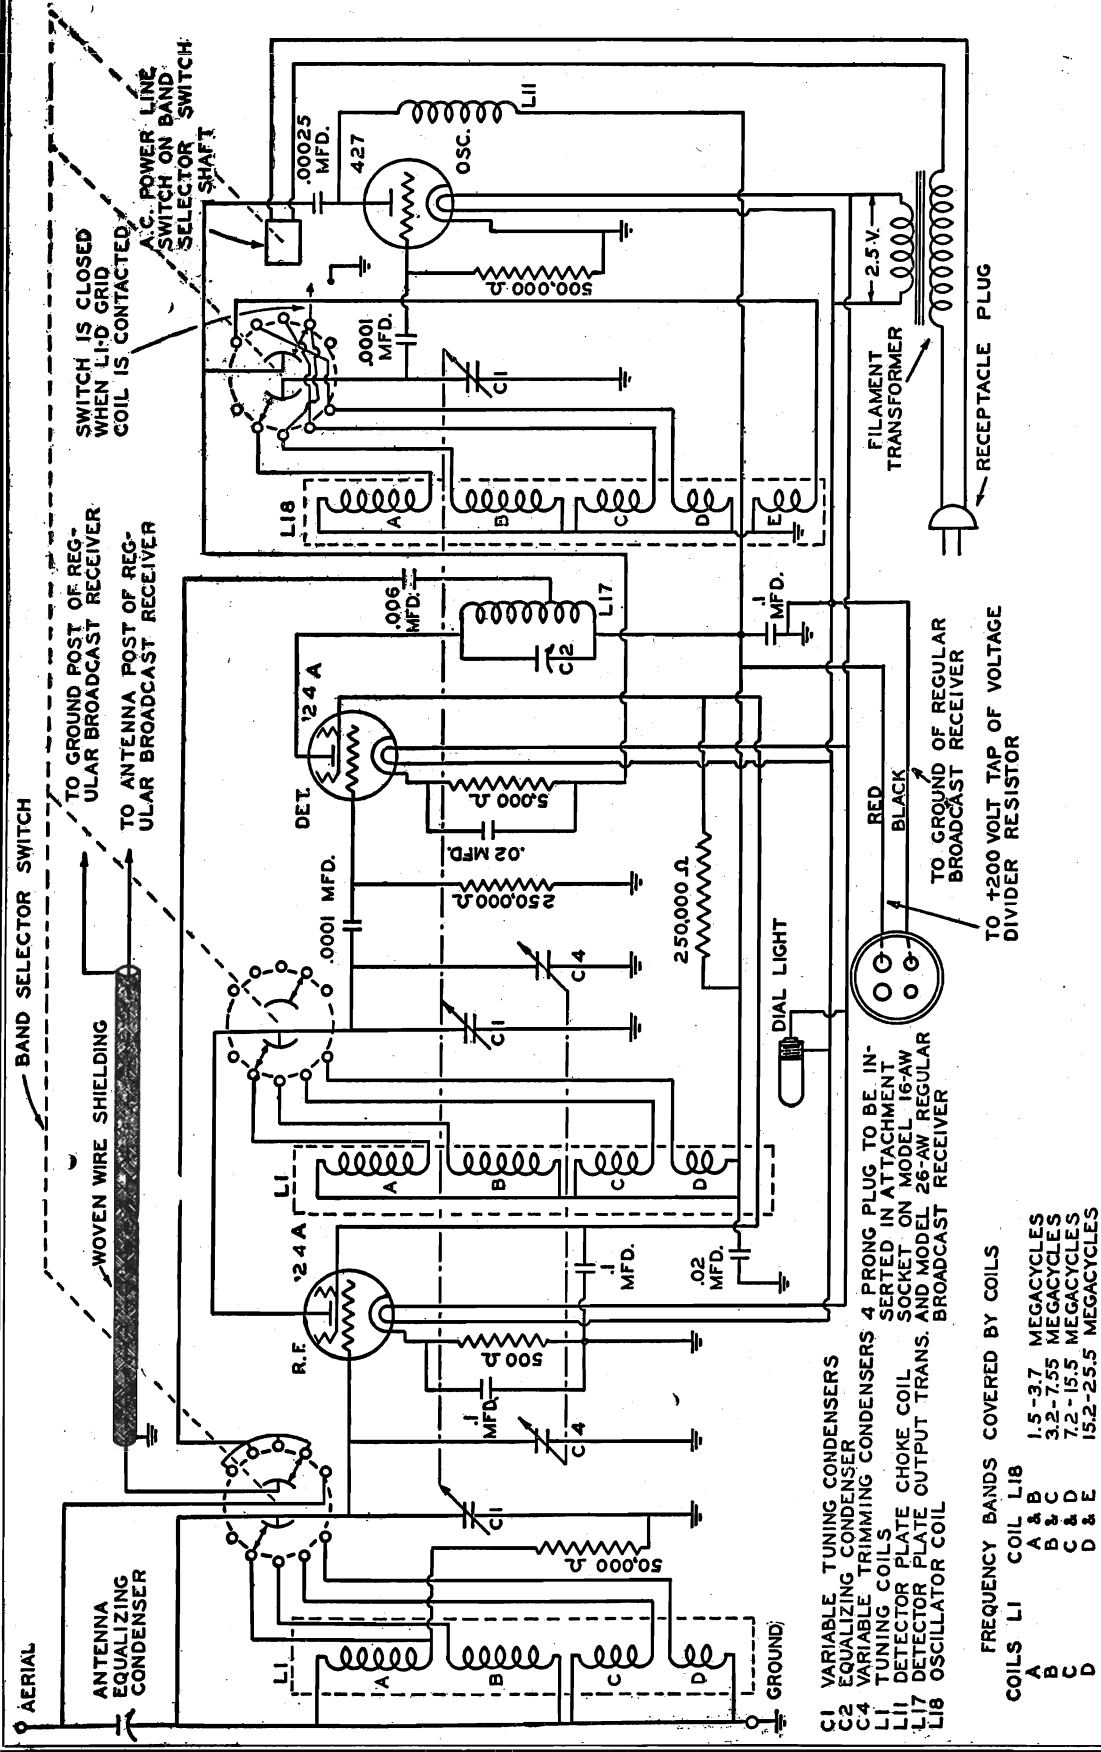 AERIAL
ANTENNA
EQUALIZING
CONDENSER
BAND SELECTOR SWITCH
WOVEN WIRE SHIELDING
TO GROUND POST OF REG-
ULAR BROADCAST RECEIVER
TO ANTENNA POST OF REG-
ULAR BROADCAST RECEIVER
SWITCH IS CLOSED
WHEN L1-D GRID
COIL IS CONTACTED
A.C. POWER LINE
SWITCH ON BAND
SELECTOR SWITCH
SHAFT
L1
A
B
C
D
GROUND
50,000 Ω
C1
C4
R.F.
'24A
.1
MFD.
500 Ω
.1
MFD.
.02
MFD.
L1
A
B
C
D
C1
C4
.0001 MFD.
250,000 Ω
DET.
'24A
.02 MFD.
5,000 Ω
250,000 Ω
.006
MFD.
C2
L17
.1
MFD.
L18
A
B
C
D
E
.0001
MFD.
C1
500,000 Ω
.00025
MFD.
427
OSC.
L11
2.5 V.
FILAMENT
TRANSFORMER
RECEPTACLE PLUG
DIAL LIGHT
RED
BLACK
TO GROUND OF REGULAR
BROADCAST RECEIVER
TO +200 VOLT TAP OF VOLTAGE
DIVIDER RESISTOR
4 PRONG PLUG TO BE IN-
SERTED IN ATTACHMENT
SOCKET ON MODEL 16-AW
AND MODEL 26-AW REGULAR
BROADCAST RECEIVER
C1 VARIABLE TUNING CONDENSERS
C2 EQUALIZING CONDENSER
C4 VARIABLE TRIMMING CONDENSERS
L1 TUNING COILS
L11 DETECTOR PLATE CHOKE COIL
L17 DETECTOR PLATE OUTPUT TRANS.
L18 OSCILLATOR COIL
FREQUENCY BANDS COVERED BY COILS
COILS L1 COIL L18
A A & B 1.5-3.7 MEGACYCLES
B B & C 3.2-7.55 MEGACYCLES
C C & D 7.2-15.5 MEGACYCLES
D D & E 15.2-25.5 MEGACYCLES